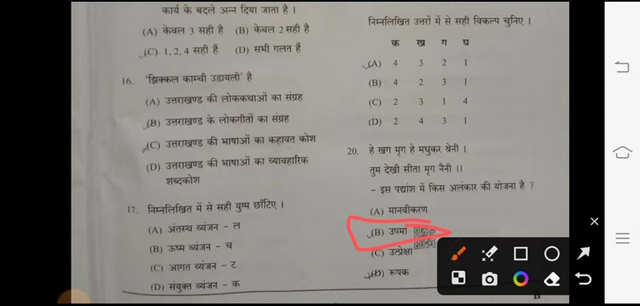 कार्य के बदले अन्न दिया जाता है ।
(A) केवल 3 सही है (B) केवल 2 सही है
(C) 1, 2, 4 सही हैं (D) सभी गलत हैं
16. 'झिक्कल काम्ची उडायली' है
(A) उत्तराखण्ड की लोककथाओं का संग्रह
(B) उत्तराखण्ड के लोकगीतों का संग्रह
(C) उत्तराखण्ड की भाषाओं का कहावत कोश
(D) उत्तराखण्ड की भाषाओं का व्यावहारिक
शब्दकोश
17. निम्नलिखित में से सही युग्म छाँटिए ।
(A) अंतस्थ व्यंजन - ल
(B) ऊष्म व्यंजन - च
(C) आगत व्यंजन - ट
(D) संयुक्त व्यंजन - क
निम्नलिखित उत्तरों में से सही विकल्प चुनिए ।
क ख ग घ
(A) 4 3 2 1
(B) 4 2 3 1
(C) 2 3 1 4
(D) 2 4 3 1
20. हे खग मृग हे मधुकर श्रेनी ।
तुम देखी सीता मृग नैनी ।।
- इस पद्यांश में किस अलंकार की योजना है ?
(A) मानवीकरण
(B) उपमा
(C) उत्प्रेक्षा
(D) रूपक
B